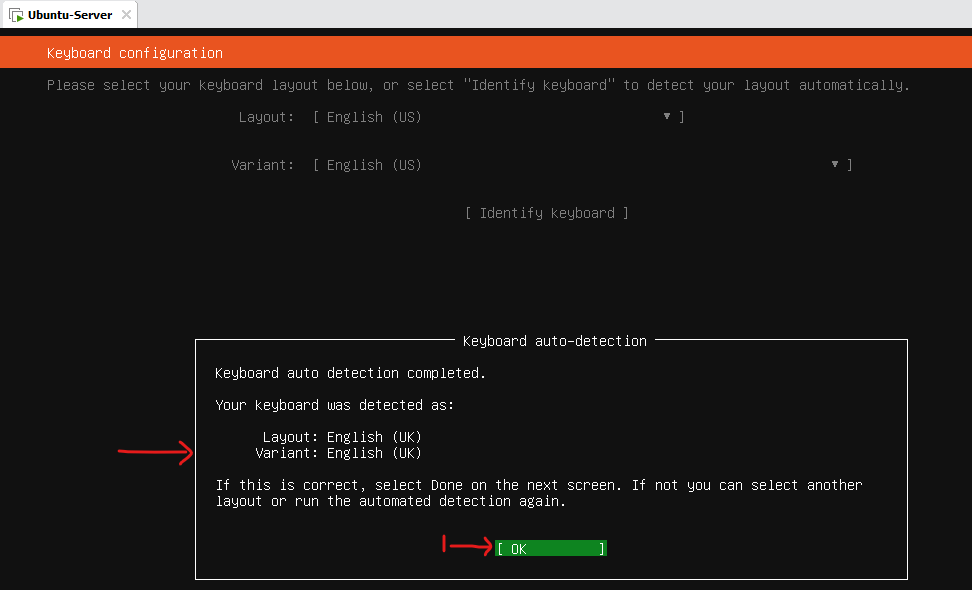 Ubuntu-Server
Keyboard configuration
Please select your keyboard layout below, or select "Identify keyboard" to detect your layout automatically.
Layout: [ English (US) ▼ ]
Variant: [ English (US) ▼ ]
[ Identify keyboard ]
Keyboard auto-detection
Keyboard auto detection completed.
Your keyboard was detected as:
Layout: English (UK)
Variant: English (UK)
If this is correct, select Done on the next screen. If not you can select another
layout or run the automated detection again.
[ OK ]